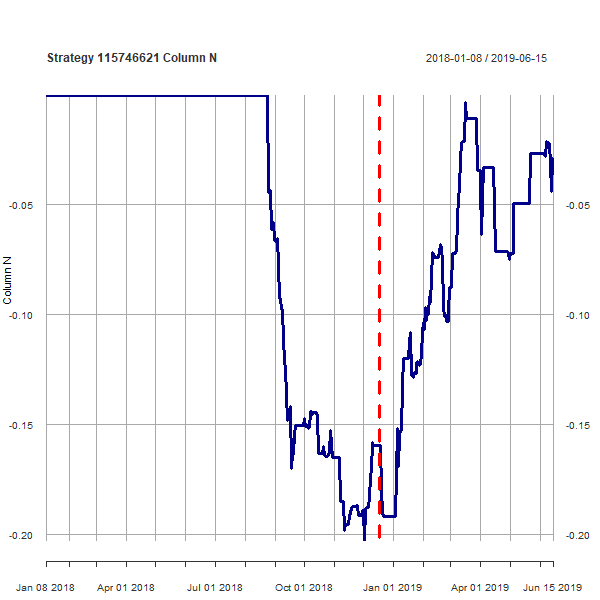 Strategy 115746621 Column N
2018-01-08 / 2019-06-15
Column N
-0.05
-0.05
-0.10
-0.10
-0.15
-0.15
-0.20
-0.20
Jan 08 2018
Apr 01 2018
Jul 01 2018
Oct 01 2018
Jan 01 2019
Apr 01 2019
Jun 15 2019